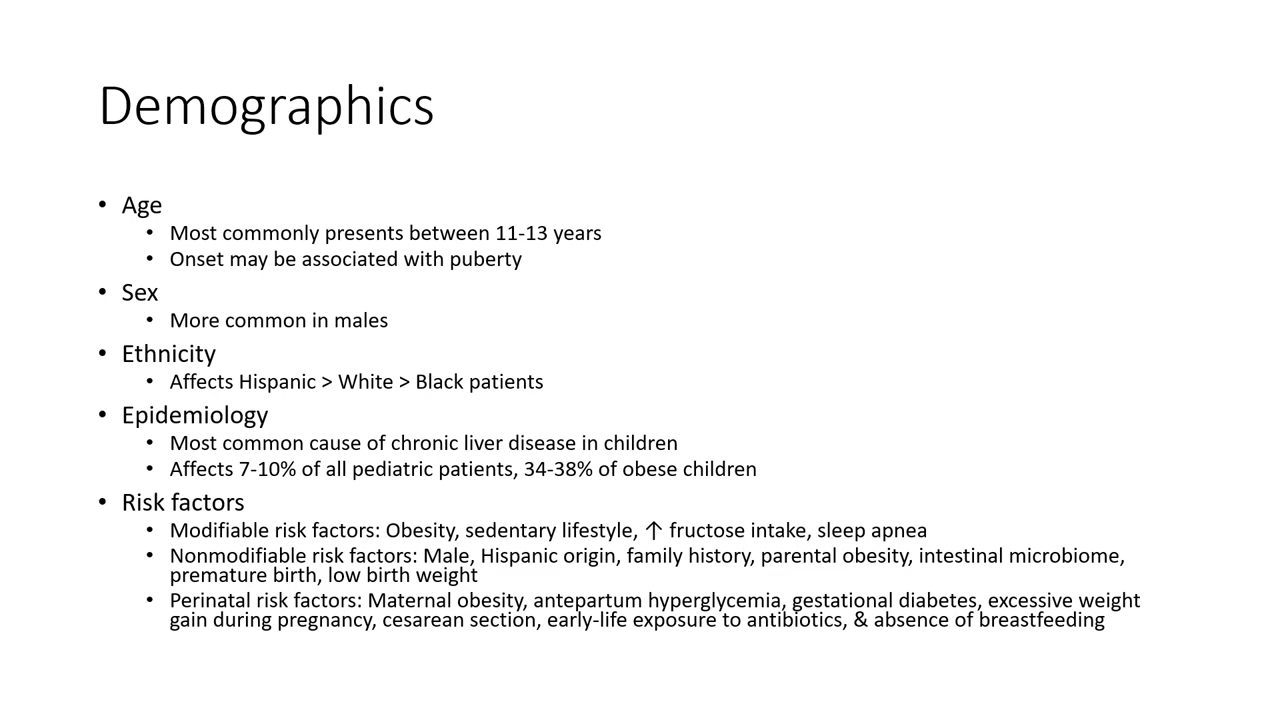 Demographics
• Age
• Most commonly presents between 11-13 years
• Onset may be associated with puberty
• Sex
• More common in males
• Ethnicity
• Affects Hispanic > White > Black patients
• Epidemiology
• Most common cause of chronic liver disease in children
• Affects 7-10% of all pediatric patients, 34-38% of obese children
• Risk factors
• Modifiable risk factors: Obesity, sedentary lifestyle, ↑ fructose intake, sleep apnea
• Nonmodifiable risk factors: Male, Hispanic origin, family history, parental obesity, intestinal microbiome,
premature birth, low birth weight
• Perinatal risk factors: Maternal obesity, antepartum hyperglycemia, gestational diabetes, excessive weight
gain during pregnancy, cesarean section, early-life exposure to antibiotics, & absence of breastfeeding